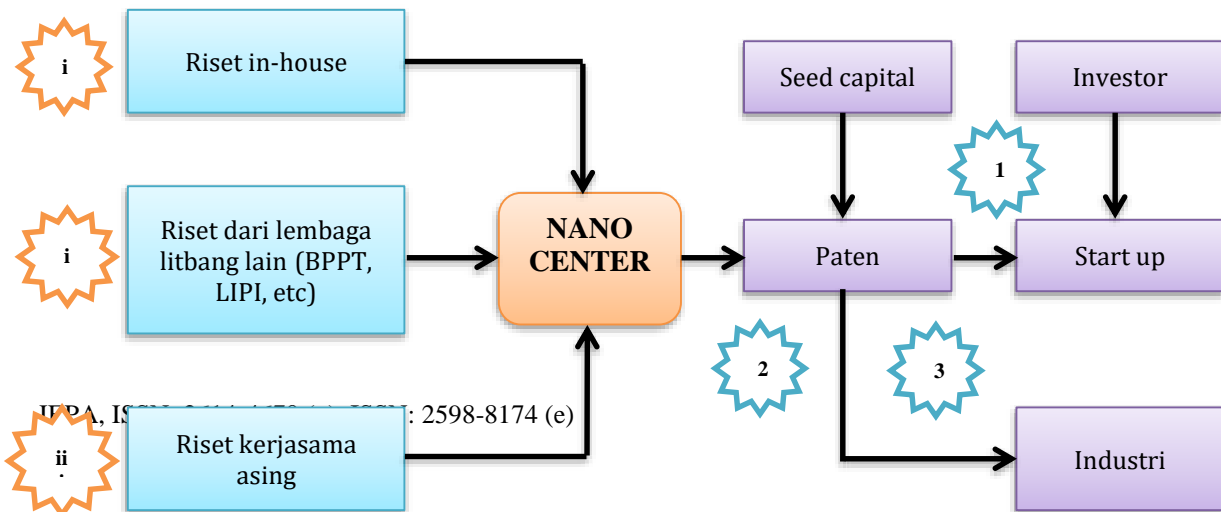 i
Riset in-house
Seed capital
Investor
1
i
Riset dari lembaga
litbang lain (BPPT,
LIPI, etc)
NANO
CENTER
Paten
Start up
2
3
ISSN: 2598-8174 (e)
ii
Riset kerjasama
asing
Industri